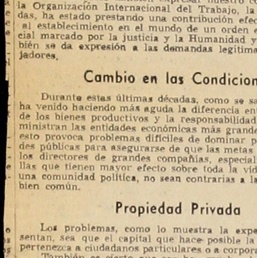 la Organización Internacional del Trabajo, l
das, ha estado prestando una contribución efec
al establecimiento en el mundo de un orden e
cial marcado por la justicia y la Humanidad y
bién se da expresión a las demandas legítima
jadores.
Cambio en las Condicion
Durante estas últimas décadas, como se sa
ha venido haciendo más aguda la diferencia en
de los bienes productivos y la responsabilidad
ministran las entidades económicas más grande
esto provoca problemas difíciles de dominar p
des públicas para asegurarse de que las metas
los directores de grandes compañías, especial
llas que tienen mayor efecto sobre toda la vid
una comunidad política, no sean contrarias a l
bién común.
Propiedad Privada
Los problemas, como lo muestra la expe
sentan, sea que el capital que hace posible la
pertenezca a ciudadanos particulares o a corpor